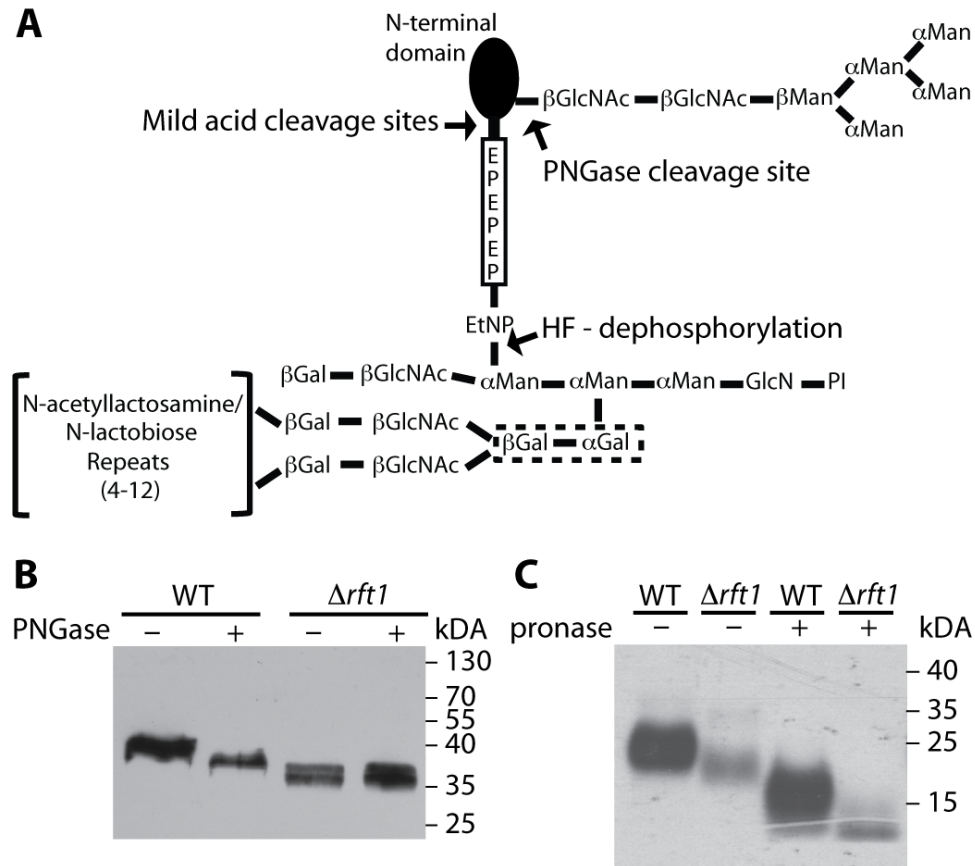 A
N-terminal
domain
αMan
αMan
βGlcNAc βGlcNAc βMan αMan
αMan
Mild acid cleavage sites
PNGase cleavage site
E
P
E
P
E
P
E
P
EtNP
HF - dephosphorylation
βGal βGlcNAc αMan αMan αMan GlcN PI
N-acetyllactosamine/
N-lactobiose
Repeats
(4-12)
βGal βGlcNAc
βGal αGal
βGal βGlcNAc
B
WT Δrft1
PNGase − + − + kDA
130
70
55
40
35
25
C
WT Δrft1 WT Δrft1
pronase − − + + kDA
40
35
25
15